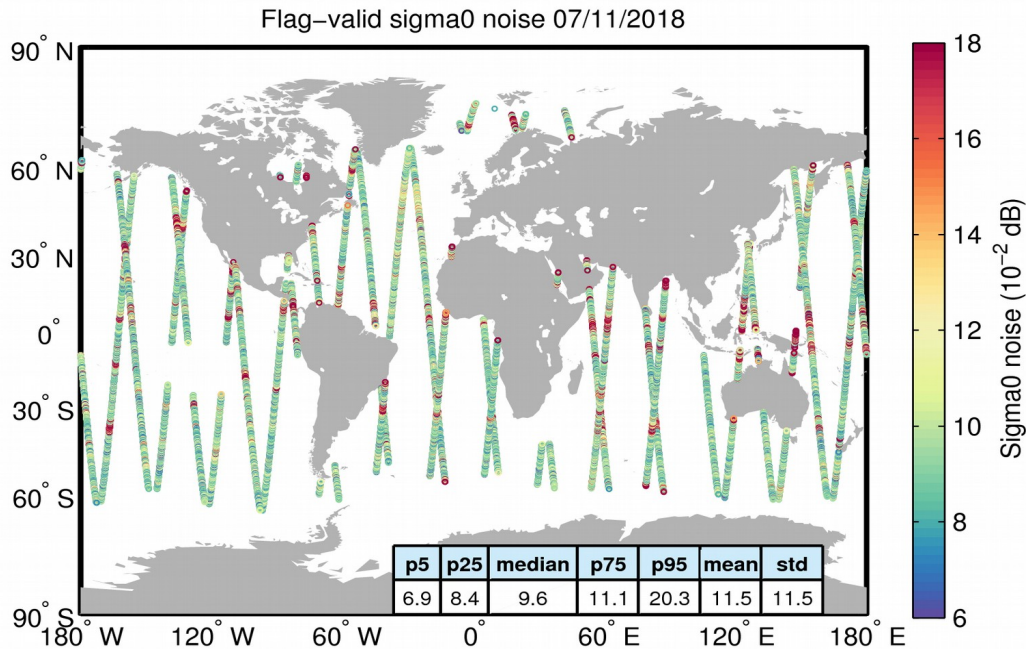 Flag−valid sigma0 noise 07/11/2018
90° N
60° N
30° N
0°
30° S
60° S
90° S
180° W
120° W
60° W
0°
60° E
120° E
180° E
p5 p25 median p75 p95 mean std
6.9 8.4 9.6 11.1 20.3 11.5 11.5
18
16
14
12
10
8
6
Sigma0 noise (10⁻² dB)